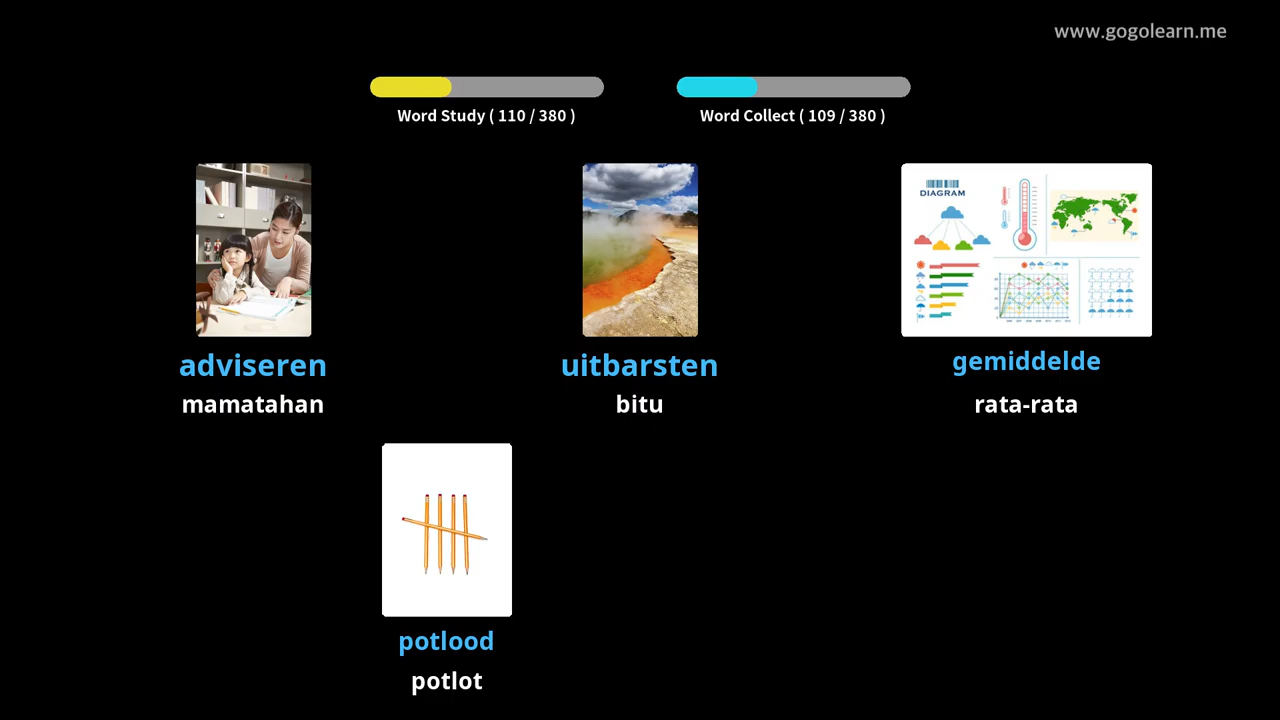 www.gogolearn.me
Word Study ( 110 / 380 )
Word Collect ( 109 / 380 )
DIAGRAM
adviseren
mamatahan
uitbarsten
bitu
gemiddelde
rata-rata
potlood
potlot